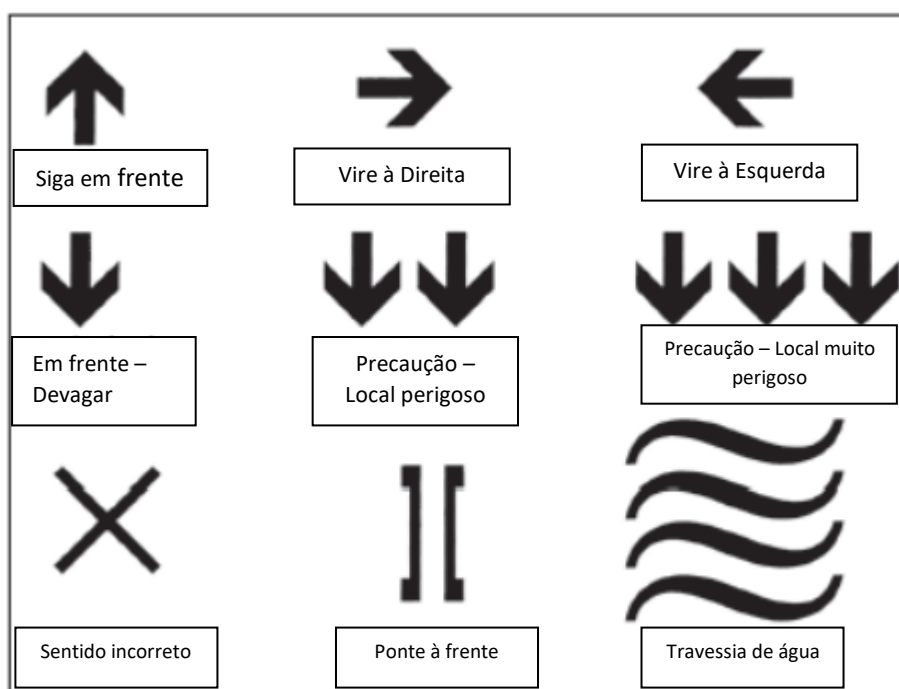 Siga em frente
Vire à Direita
Vire à Esquerda
Em frente –
Devagar
Precaução –
Local perigoso
Precaução – Local muito
perigoso
Sentido incorreto
Ponte à frente
Travessia de água